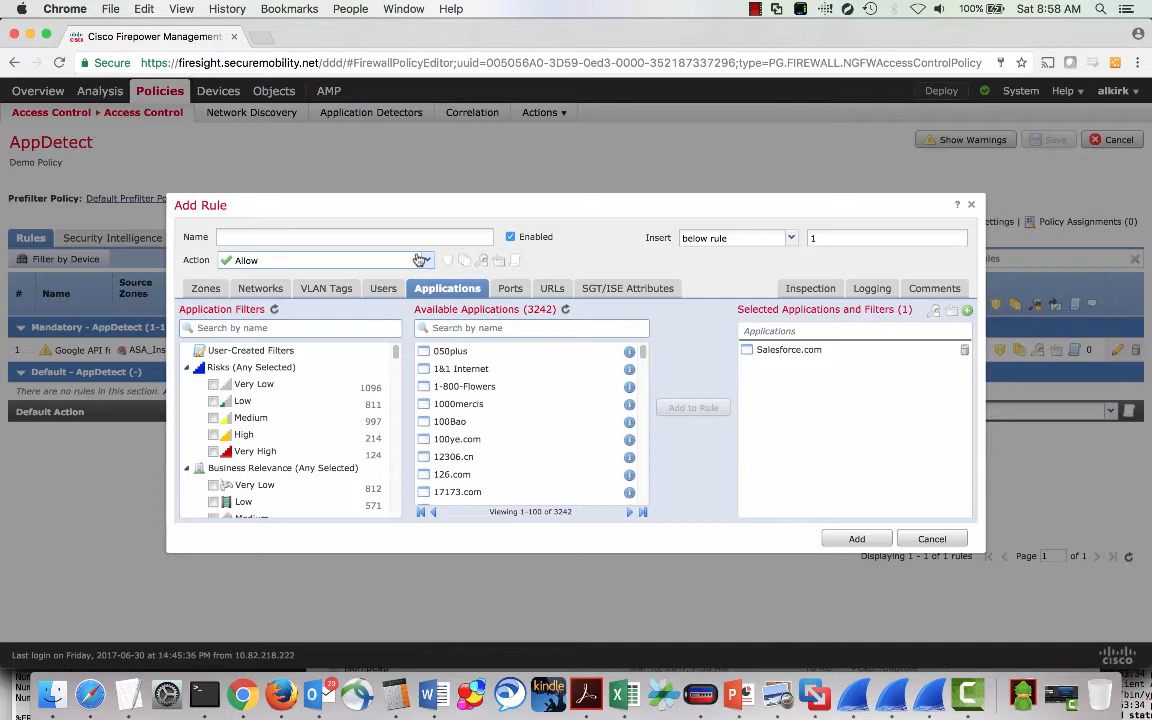 Chrome File Edit View History Bookmarks People Window Help 100% Sat 8:58 AM
Cisco Firepower Management
Secure https://firesight.securemobility.net/ddd/#FirewallPolicyEditor;uuid=005056A0-3D59-0ed3-0000-352187337296;type=PG.FIREWALL.NGFWAccessControlPolicy
Overview Analysis Policies Devices Objects AMP Deploy System Help alkirk
Access Control ▸ Access Control Network Discovery Application Detectors Correlation Actions
AppDetect
Show Warnings Save Cancel
Demo Policy
Prefilter Policy: Default Prefilter Po
ettings Policy Assignments (0)
Add Rule
Name Enabled Insert below rule 1
Rules Security Intelligence
Action Allow
Filter by Device
Zones Networks VLAN Tags Users Applications Ports URLs SGT/ISE Attributes Inspection Logging Comments
# Name Source Zones
Application Filters Available Applications (3242) Selected Applications and Filters (1)
Search by name Search by name
Applications
Mandatory - AppDetect (1-1
1 Google API f ASA_Ins
Default - AppDetect (-)
There are no rules in this section.
Default Action
User-Created Filters
Risks (Any Selected)
Very Low 1096
Low 811
Medium 997
High 214
Very High 124
Business Relevance (Any Selected)
Very Low 812
Low 571
Medium
050plus
1&1 Internet
1-800-Flowers
1000mercis
100Bao
100ye.com
12306.cn
126.com
17173.com
Viewing 1-100 of 3242
Add to Rule
Salesforce.com
0
Add Cancel
Displaying 1 - 1 of 1 rules Page 1 of 1
Last login on Friday, 2017-06-30 at 14:45:36 from 10.82.218.222
cisco
29
kindle